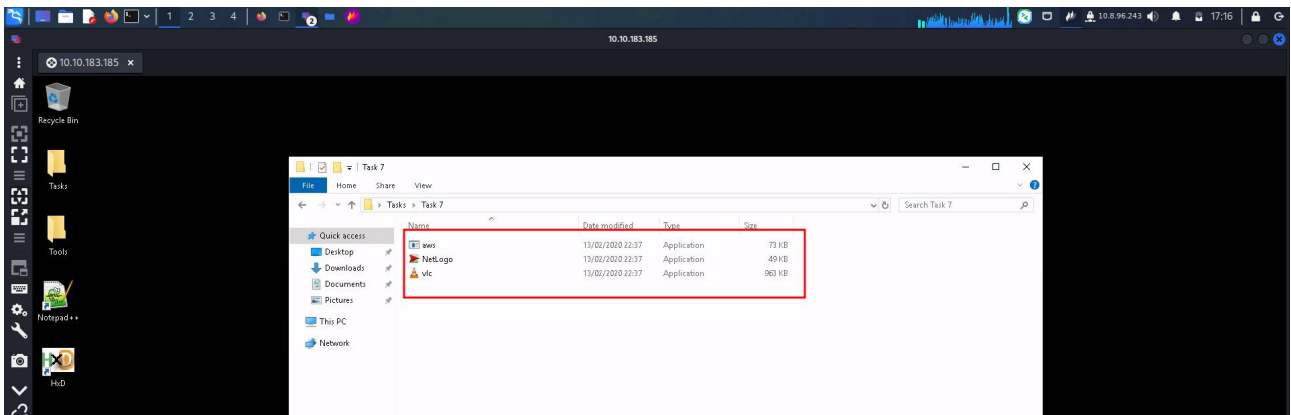 1 2 3 4 2 10.8.96.243 17:16
10.10.183.185
10.10.183.185
Recycle Bin
Tasks
Tools
Notepad++
HxD
HxD
Task 7
File Home Share View
Tasks Task 7 Search Task 7
Name Date modified Type Size
Quick access
Desktop
Downloads
Documents
Pictures
This PC
Network
aws 13/02/2020 22:37 Application 73 KB
NetLogo 13/02/2020 22:37 Application 49 KB
vlc 13/02/2020 22:37 Application 963 KB